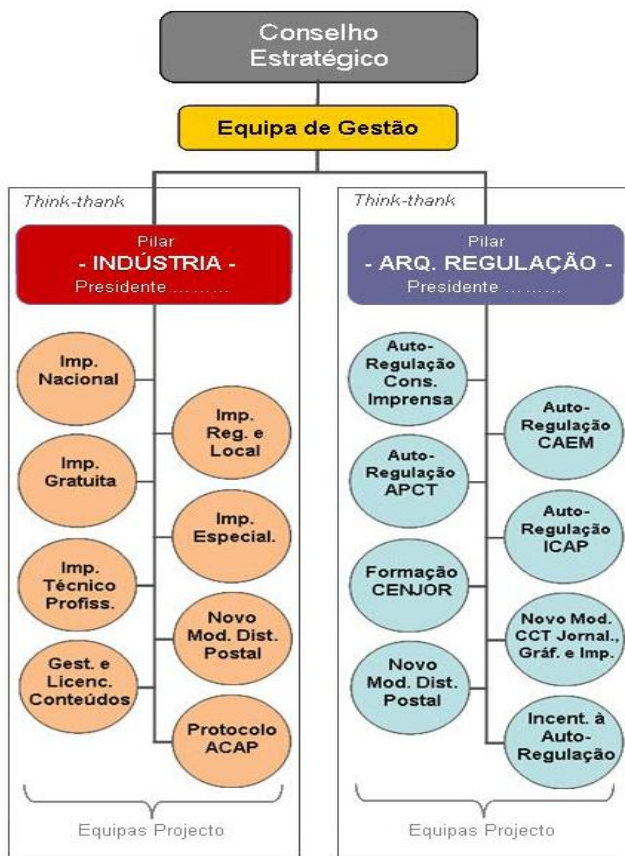 Conselho
Estratégico
Equipa de Gestão
Think-thank
Pilar
- INDÚSTRIA -
Presidente .........
Imp.
Nacional
Imp.
Reg. e
Local
Imp.
Gratuita
Imp.
Especial.
Imp.
Técnico
Profiss.
Novo
Mod. Dist.
Postal
Gest. e
Licenc.
Conteúdos
Protocolo
ACAP
Equipas Projecto
Think-thank
Pilar
- ARQ. REGULAÇÃO -
Presidente .........
Auto-
Regulação
Cons.
Imprensa
Auto-
Regulação
CAEM
Auto-
Regulação
APCT
Auto-
Regulação
ICAP
Formação
CENJOR
Novo Mod.
CCT Jornal.,
Gráf. e Imp.
Novo
Mod. Dist.
Postal
Incent. à
Auto-
Regulação
Equipas Projecto